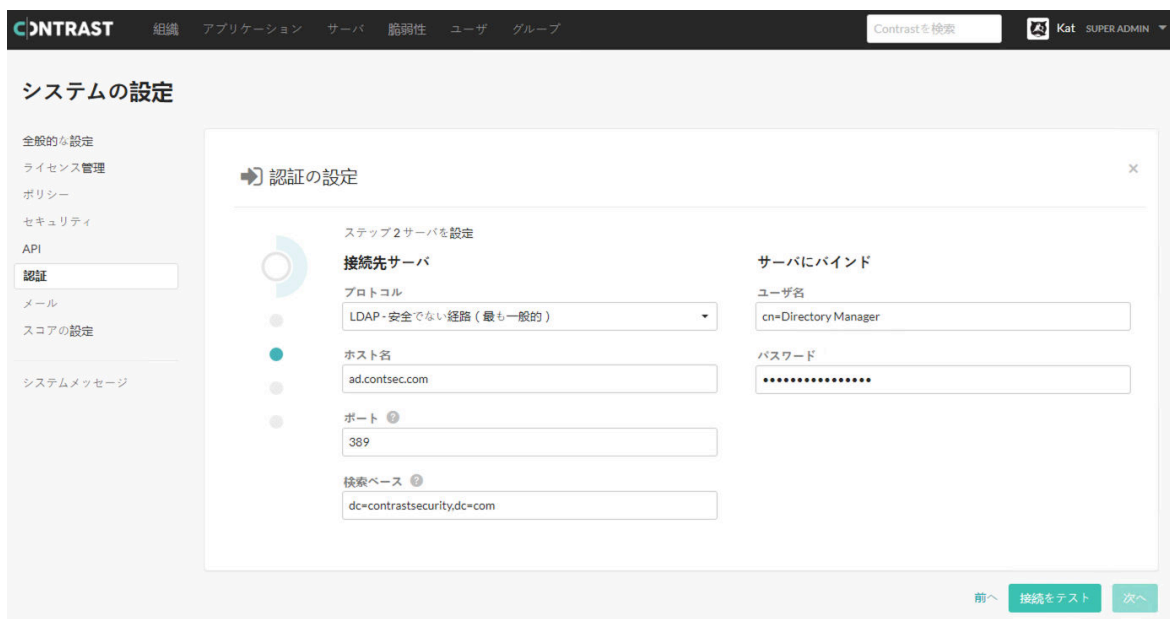 CONTRAST 組織 アプリケーション サーバ 脆弱性 ユーザ グループ Contrastを検索 Kat SUPER ADMIN
システムの設定
全般的な設定
ライセンス管理
ポリシー
セキュリティ
API
認証
メール
スコアの設定
システムメッセージ
認証の設定
ステップ 2 サーバを設定
接続先サーバ
プロトコル
LDAP - 安全でない経路 ( 最も一般的 )
ホスト名
ad.contsec.com
ポート
389
検索ベース
dc=contrastsecurity,dc=com
サーバにバインド
ユーザ名
cn=Directory Manager
パスワード
••••••••••••••••
前へ 接続をテスト 次へ